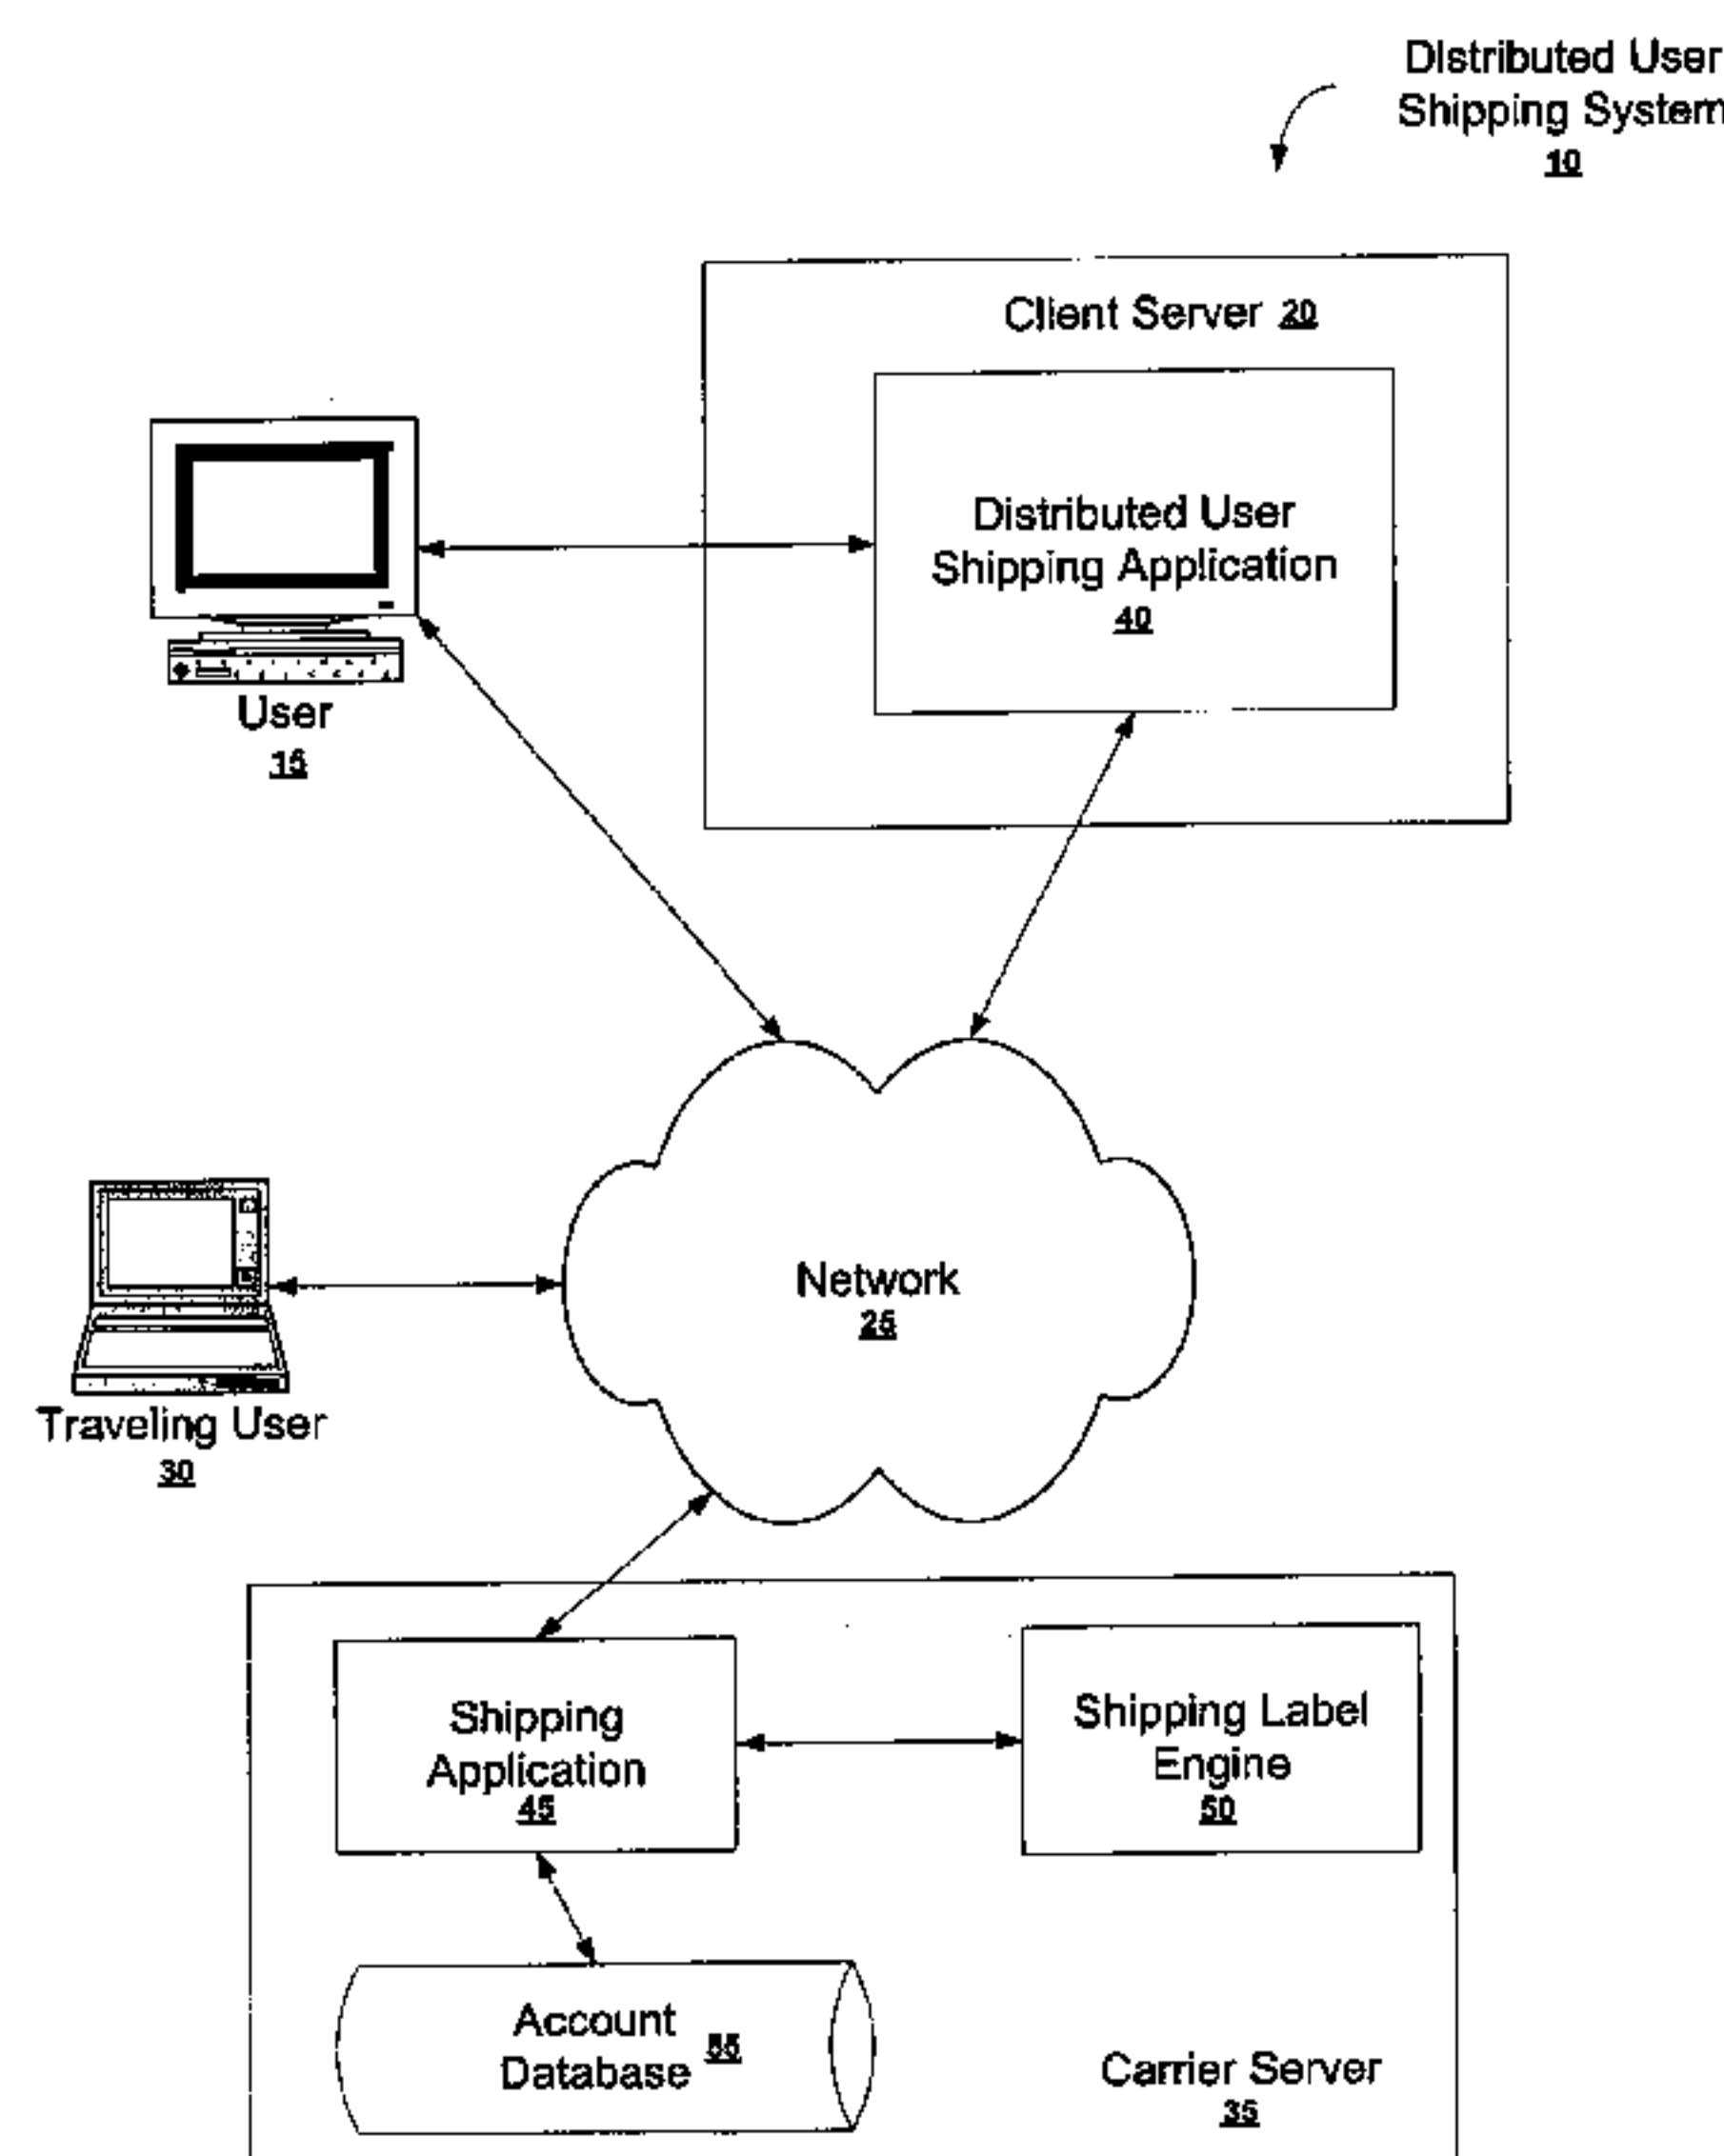 Distributed User
Shipping System
10
Client Server 20
Distributed User
Shipping Application
40
User
15
Network
25
Traveling User
30
Shipping
Application
45
Shipping Label
Engine
50
Account
Database 55
Carrier Server
35